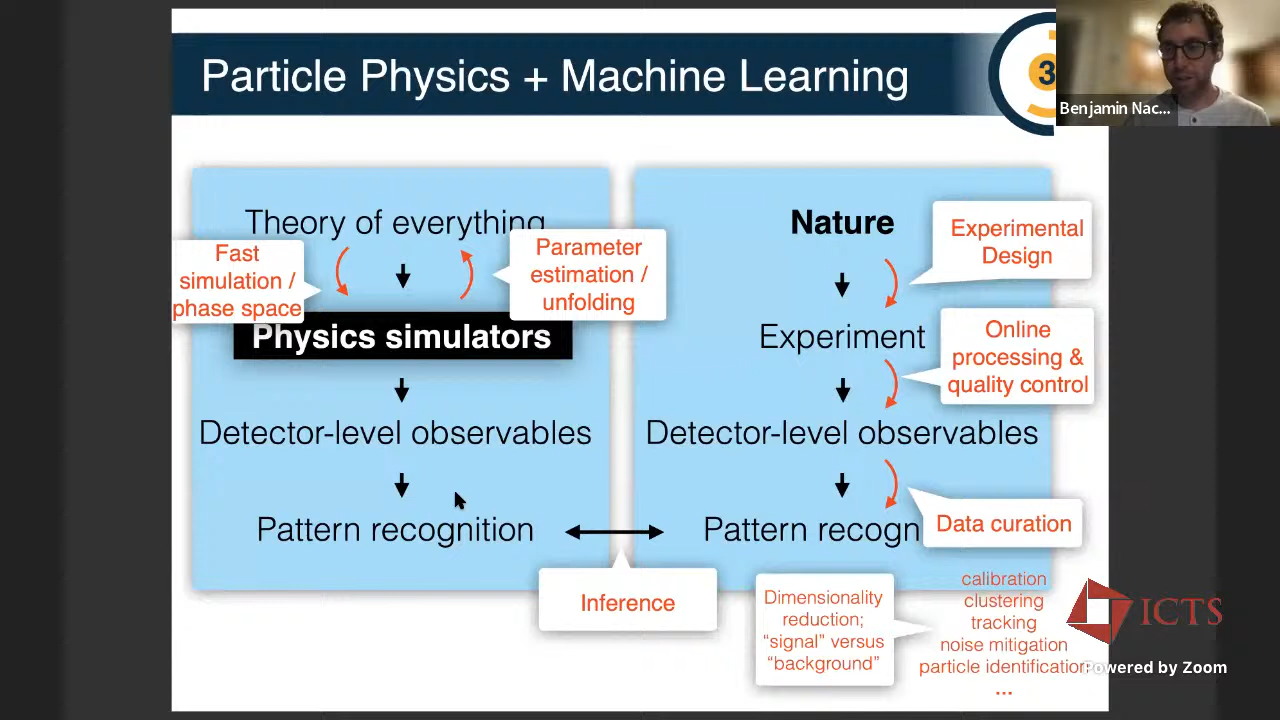 Particle Physics + Machine Learning
3
Benjamin Nac...
Theory of everything
Fast
simulation /
phase space
Parameter
estimation /
unfolding
Physics simulators
Detector-level observables
Pattern recognition
Nature
Experimental
Design
Experiment
Online
processing &
quality control
Detector-level observables
Pattern recogn
Data curation
Inference
Dimensionality
reduction;
“signal” versus
“background”
calibration
clustering
tracking
noise mitigation
particle identification
...
ICTS
Powered by Zoom